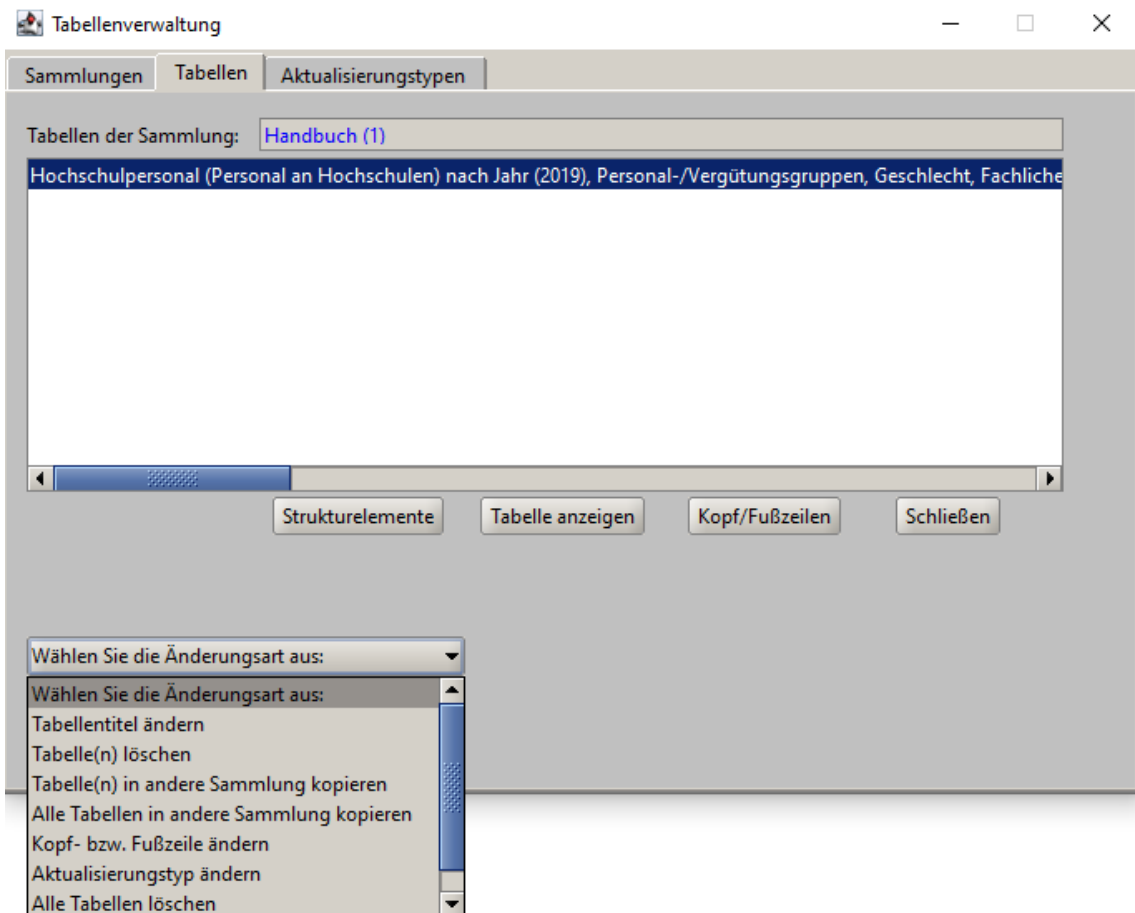 Tabellenverwaltung
Sammlungen Tabellen Aktualisierungstypen
Tabellen der Sammlung: Handbuch (1)
Hochschulpersonal (Personal an Hochschulen) nach Jahr (2019), Personal-/Vergütungsgruppen, Geschlecht, Fachliche
Strukturelemente Tabelle anzeigen Kopf/Fußzeilen Schließen
Wählen Sie die Änderungsart aus:
Wählen Sie die Änderungsart aus:
Tabellentitel ändern
Tabelle(n) löschen
Tabelle(n) in andere Sammlung kopieren
Alle Tabellen in andere Sammlung kopieren
Kopf- bzw. Fußzeile ändern
Aktualisierungstyp ändern
Alle Tabellen löschen